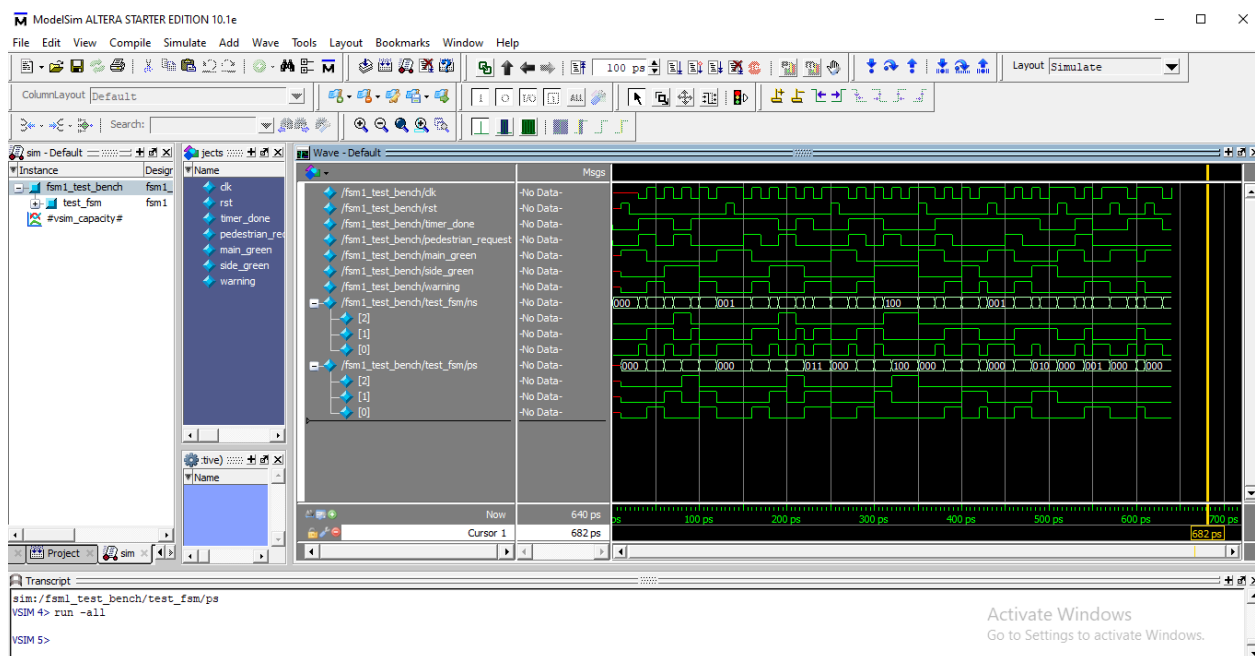 ModelSim ALTERA STARTER EDITION 10.1e
File Edit View Compile Simulate Add Wave Tools Layout Bookmarks Window Help
100 ps
Layout Simulate
ColumnLayout Default
ALL
Search:
sim - Default
jects
Wave - Default
Instance Desigr
Name
Msgs
fsm1_test_bench fsm1_
test_fsm fsm1
#vsim_capacity#
clk
rst
timer_done
pedestrian_re
main_green
side_green
warning
/fsm1_test_bench/clk -No Data-
/fsm1_test_bench/rst -No Data-
/fsm1_test_bench/timer_done -No Data-
/fsm1_test_bench/pedestrian_request -No Data-
/fsm1_test_bench/main_green -No Data-
/fsm1_test_bench/side_green -No Data-
/fsm1_test_bench/warning -No Data-
/fsm1_test_bench/test_fsm/ns -No Data- 000 001 100 001
[2] -No Data-
[1] -No Data-
[0] -No Data-
/fsm1_test_bench/test_fsm/ps -No Data- 000 000 011 000 100 000 000 010 000 001 000 000
[2] -No Data-
[1] -No Data-
[0] -No Data-
:tive)
Name
Now 640 ps
ps 100 ps 200 ps 300 ps 400 ps 500 ps 600 ps 700 ps
Cursor 1 682 ps
682 ps
Project sim
Transcript
sim:/fsm1_test_bench/test_fsm/ps
VSIM 4> run -all
VSIM 5>
Activate Windows
Go to Settings to activate Windows.